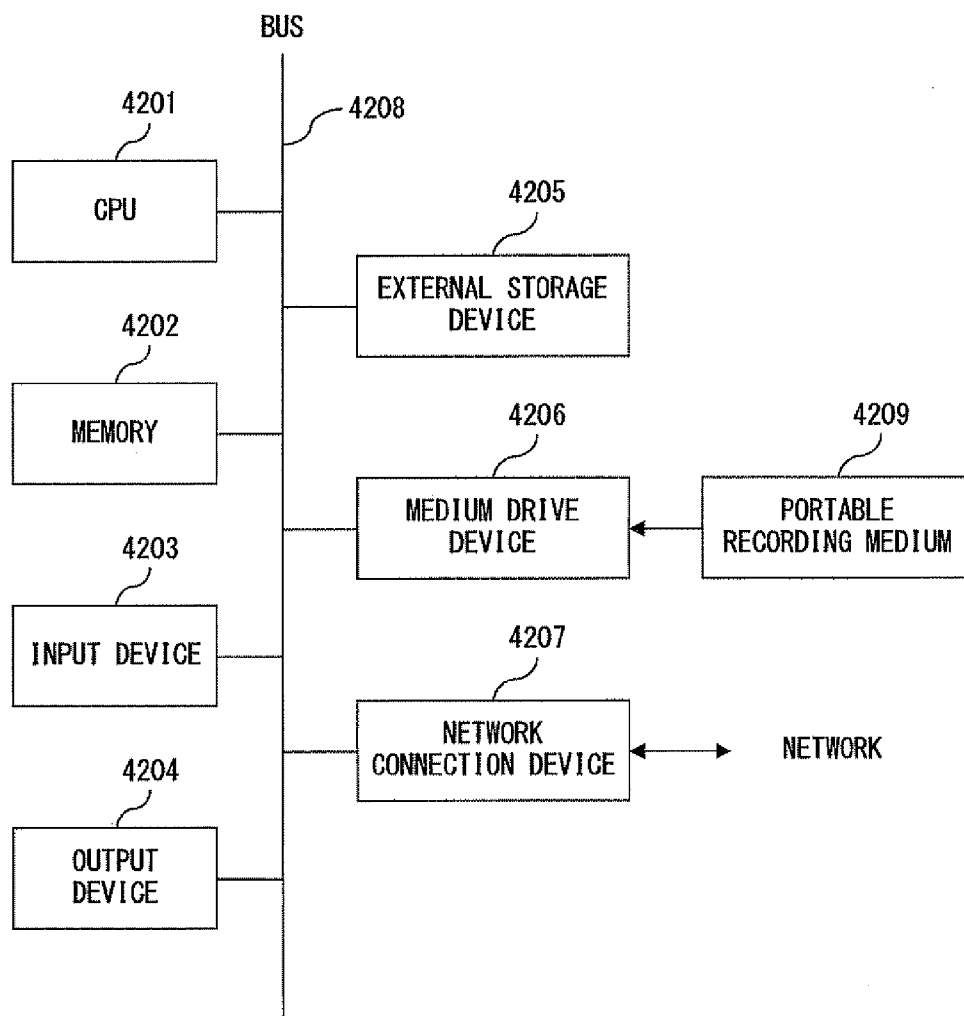 BUS
4201
4208
CPU
4205
EXTERNAL STORAGE
DEVICE
4202
MEMORY
4206
4209
MEDIUM DRIVE
DEVICE
PORTABLE
RECORDING MEDIUM
4203
INPUT DEVICE
4207
NETWORK
CONNECTION DEVICE
NETWORK
4204
OUTPUT
DEVICE